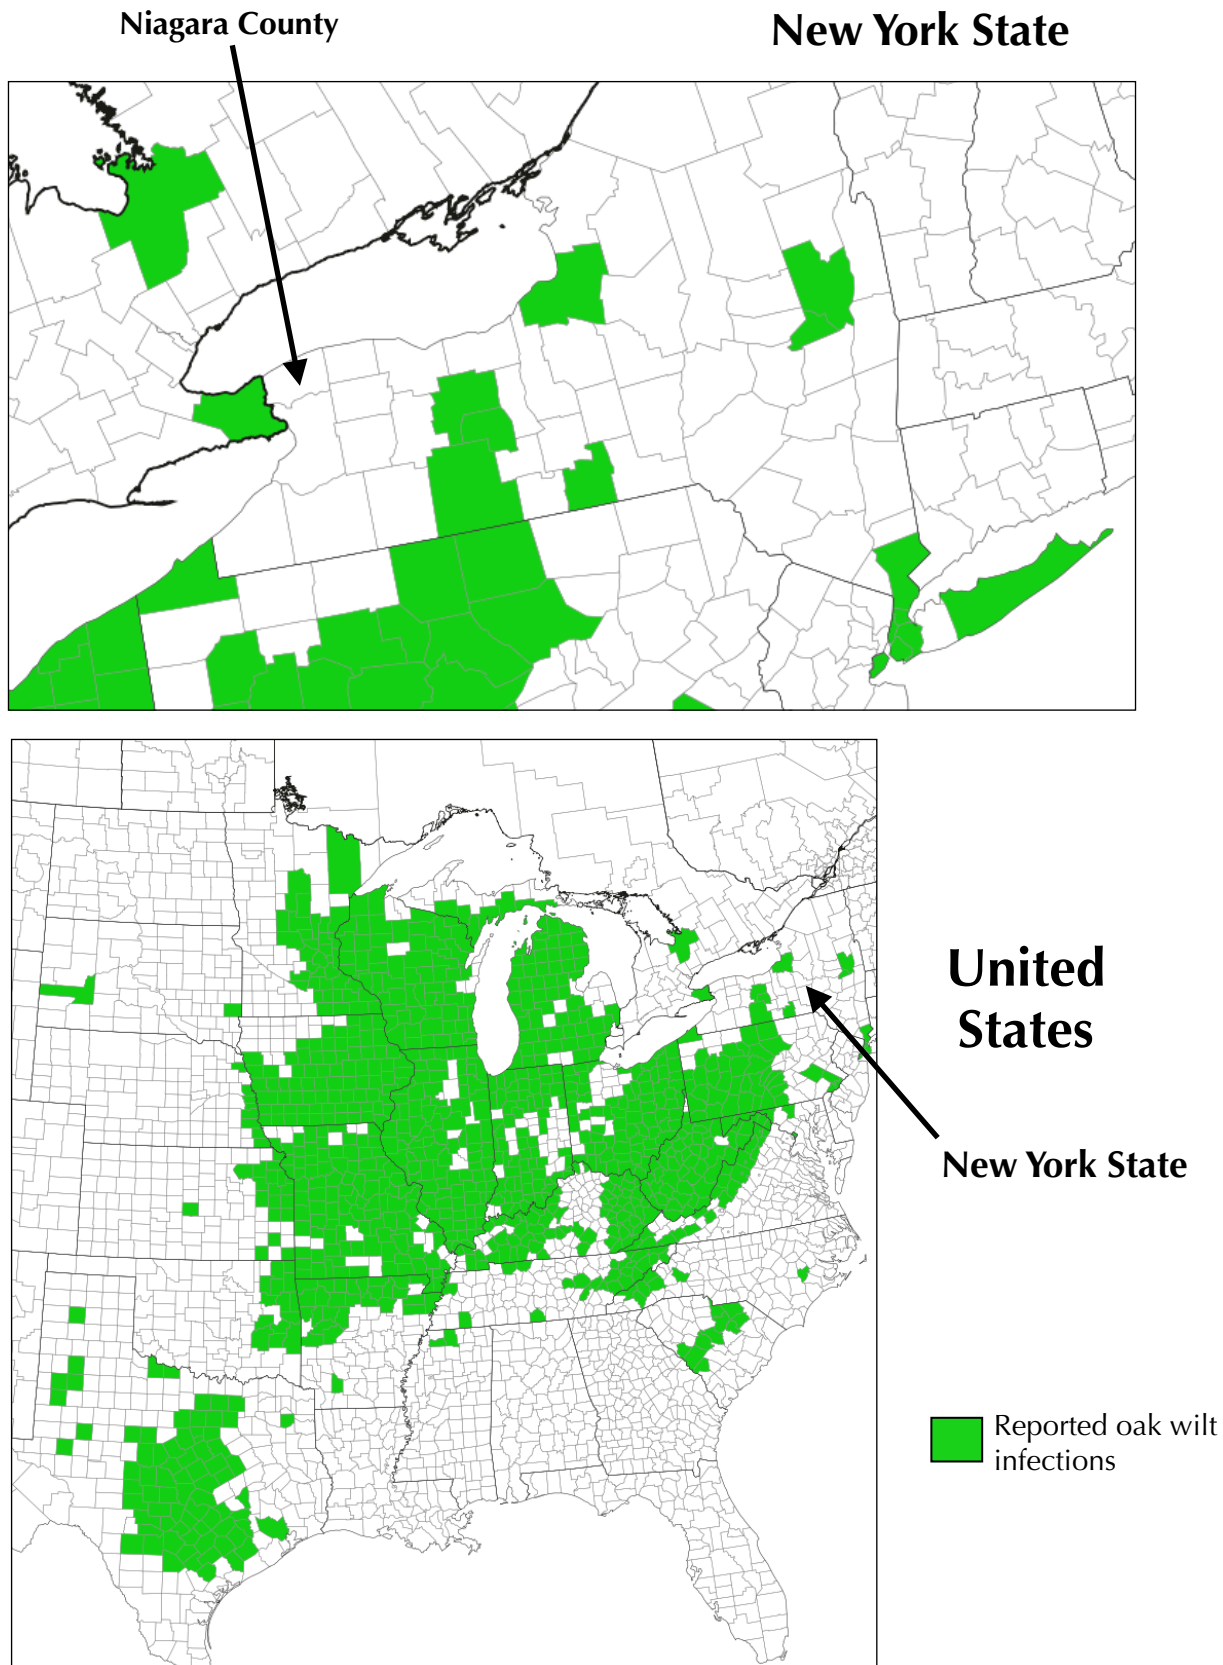 Niagara County
New York State
United
States
New York State
Reported oak wilt
infections